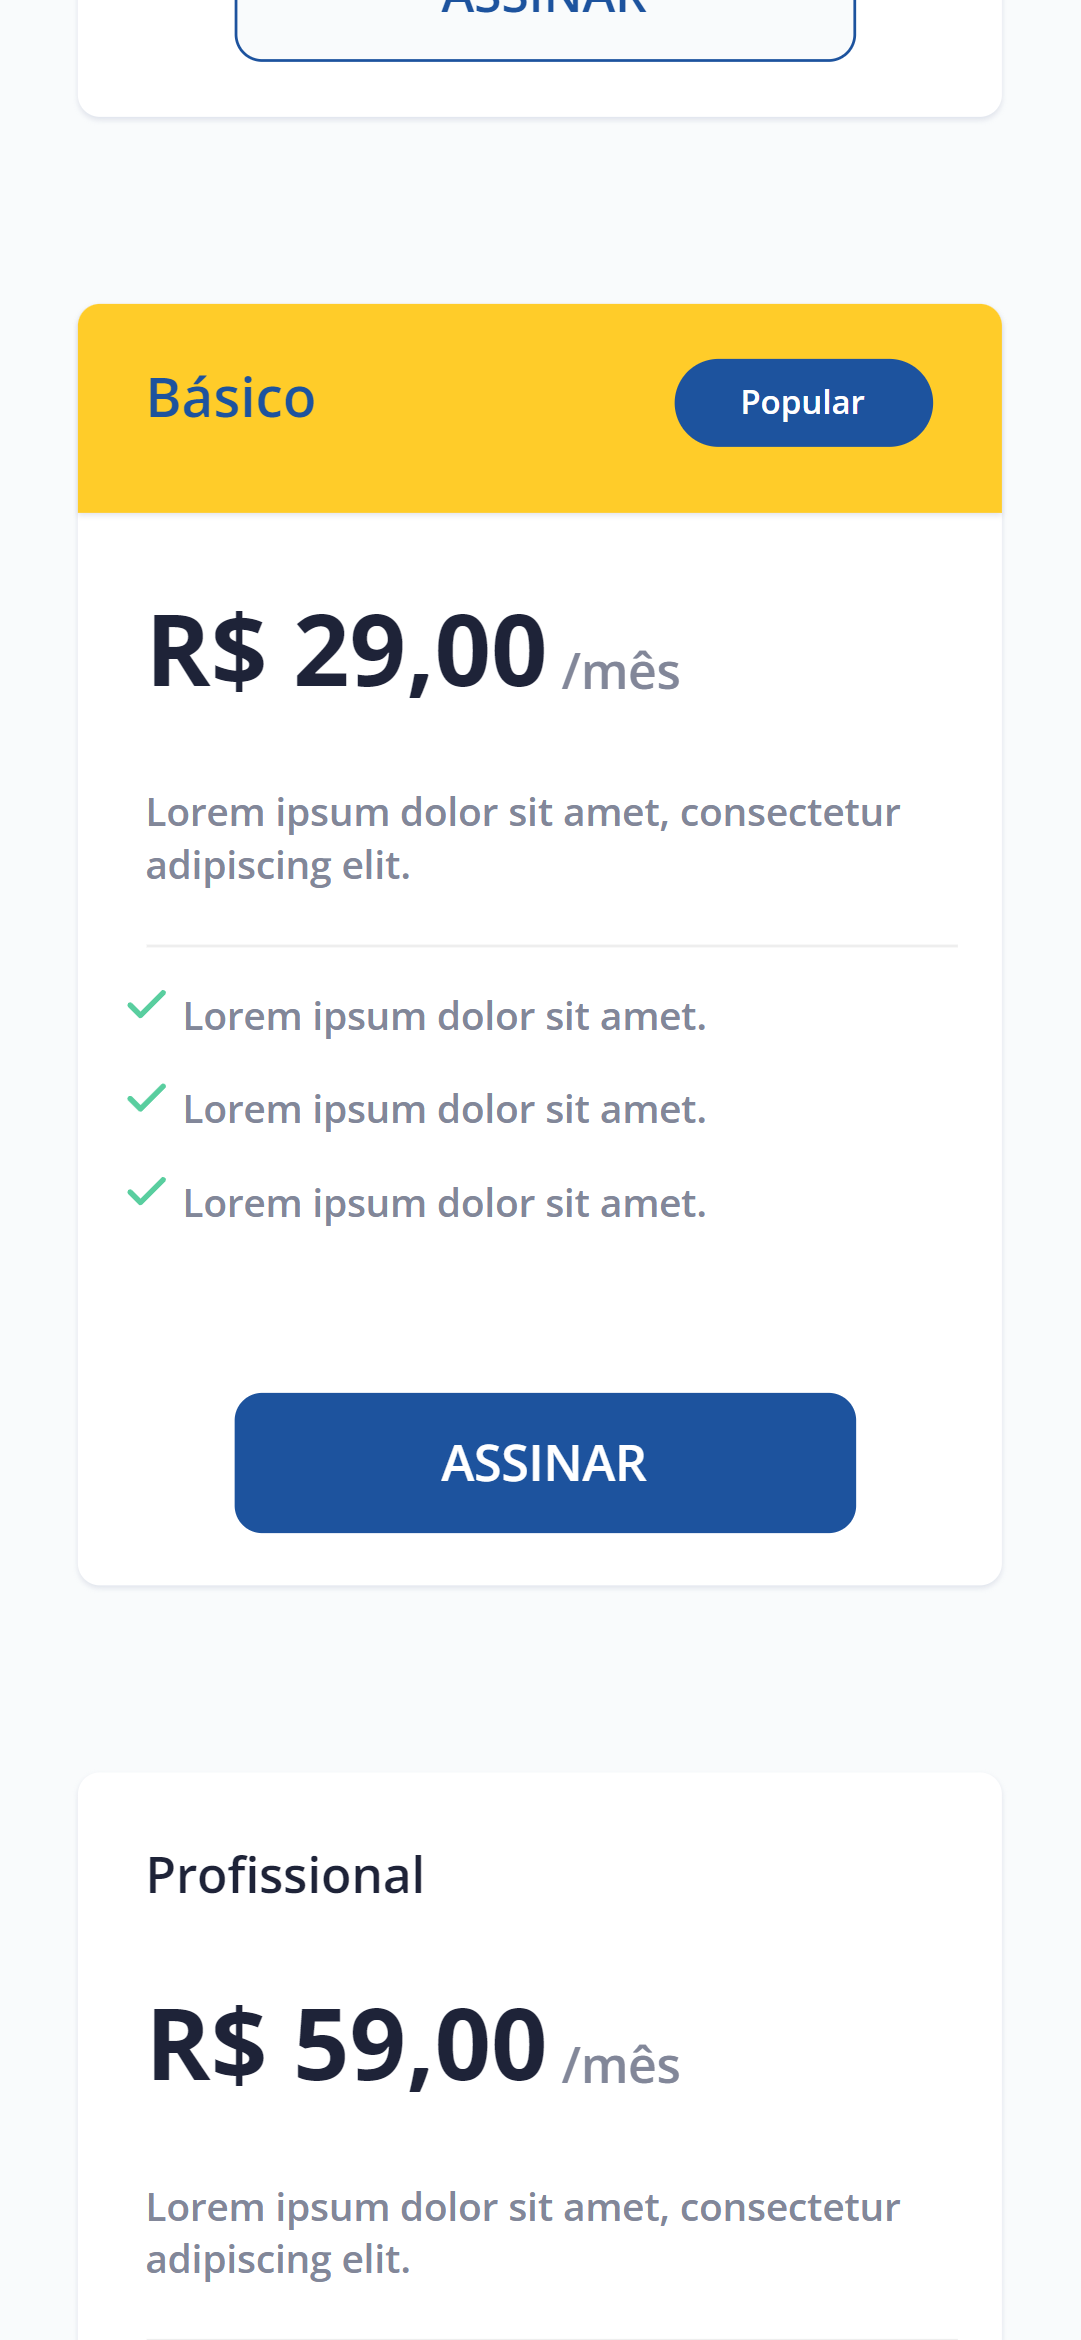 ASSINAR
Básico
Popular
R$ 29,00 /mês
Lorem ipsum dolor sit amet, consectetur
adipiscing elit.
Lorem ipsum dolor sit amet.
Lorem ipsum dolor sit amet.
Lorem ipsum dolor sit amet.
ASSINAR
Profissional
R$ 59,00 /mês
Lorem ipsum dolor sit amet, consectetur
adipiscing elit.